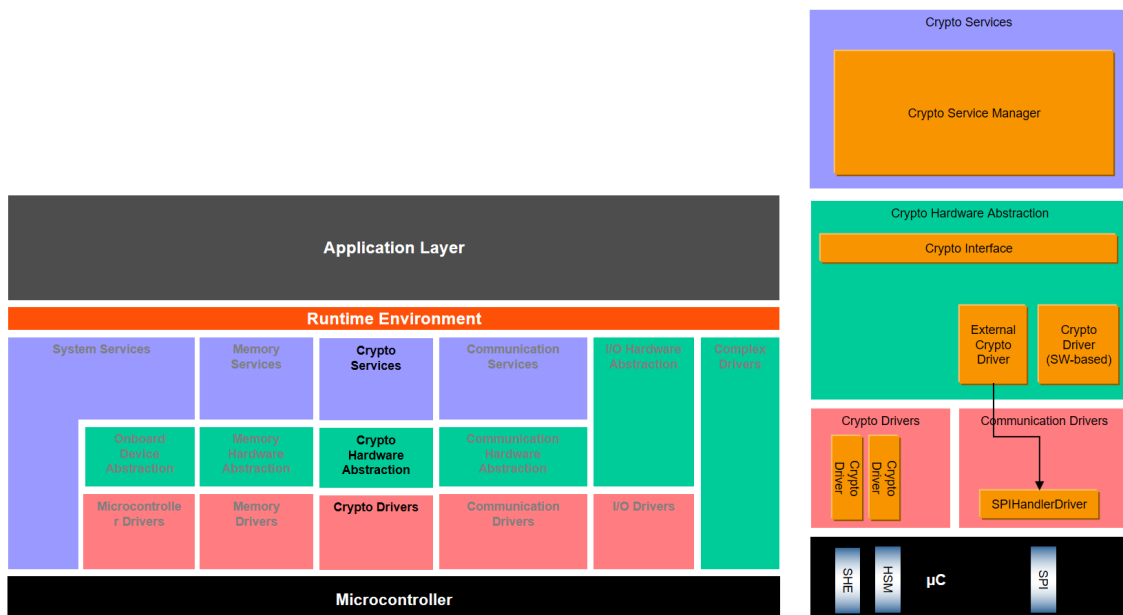 Application Layer
Runtime Environment
System Services
Memory
Services
Crypto
Services
Communication
Services
I/O Hardware
Abstraction
Complex
Drivers
Onboard
Device
Abstraction
Memory
Hardware
Abstraction
Crypto
Hardware
Abstraction
Communication
Hardware
Abstraction
Microcontrolle
r Drivers
Memory
Drivers
Crypto Drivers
Communication
Drivers
I/O Drivers
Microcontroller
Crypto Services
Crypto Service Manager
Crypto Hardware Abstraction
Crypto Interface
External
Crypto
Driver
Crypto
Driver
(SW-based)
Crypto Drivers
Crypto
Driver
Crypto
Driver
Communication Drivers
SPIHandlerDriver
SHE
HSM
µC
SPI